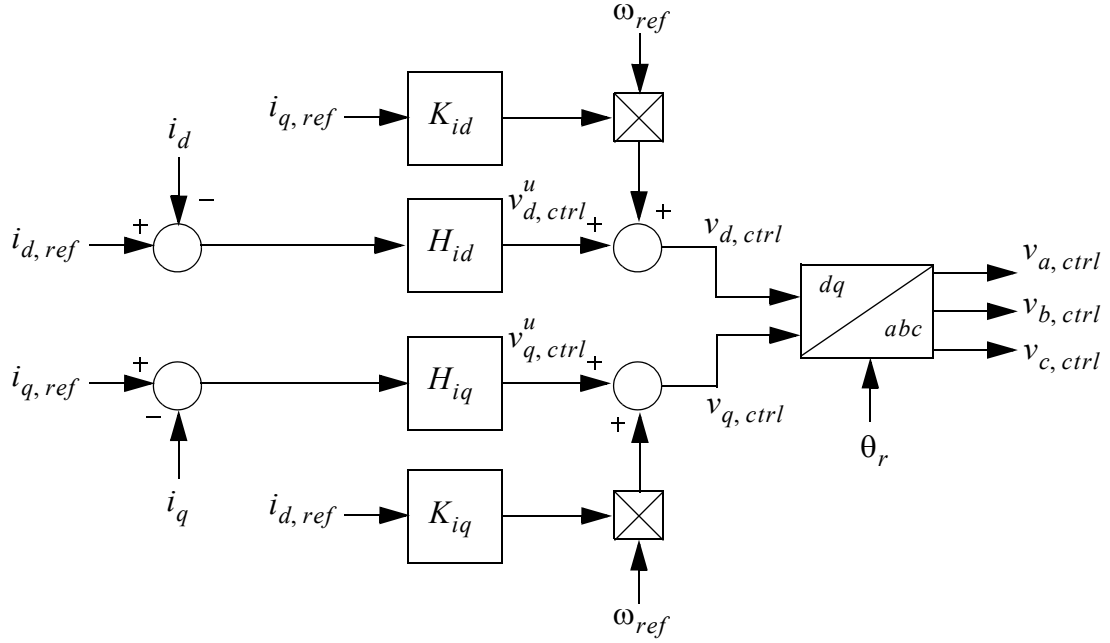 ω_ref
i_q, ref
K_id
i_d
−
+
i_d, ref
H_id
v^u_d, ctrl
+
+
v_d, ctrl
dq
abc
v_a, ctrl
v_b, ctrl
v_c, ctrl
θ_r
i_q, ref
+
−
H_iq
v^u_q, ctrl
+
+
v_q, ctrl
i_q
i_d, ref
K_iq
ω_ref